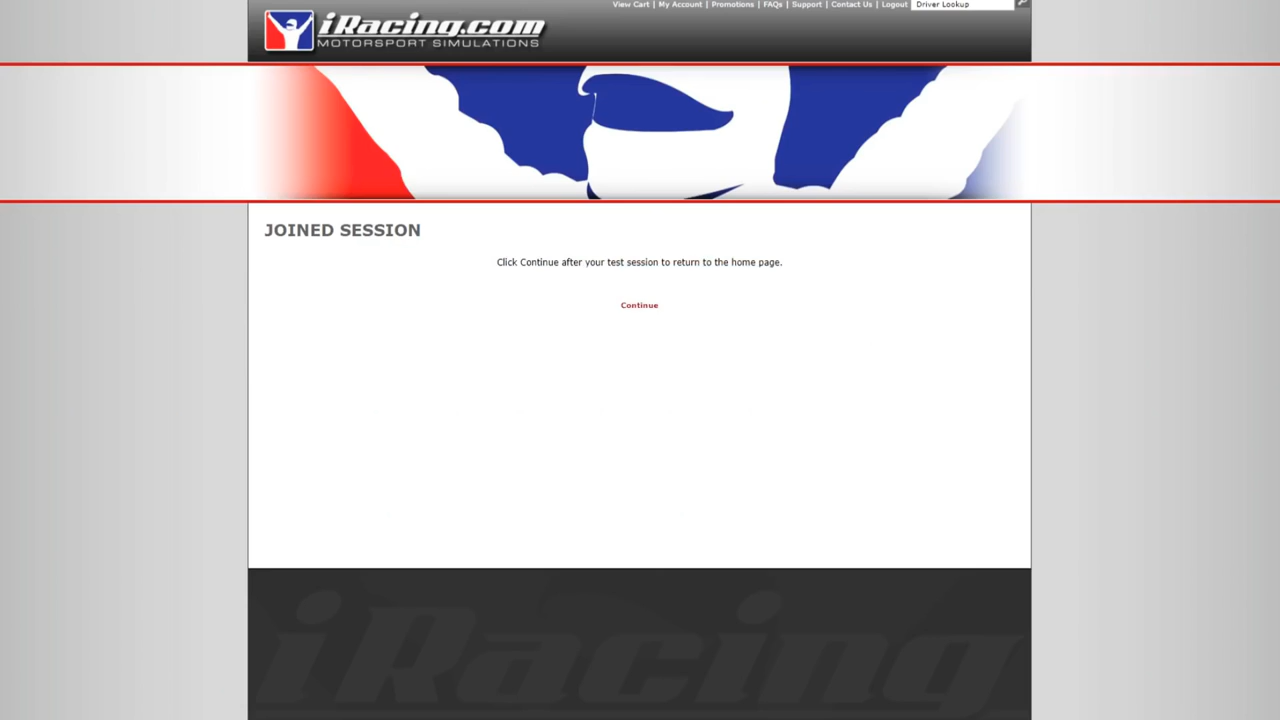 View Cart | My Account | Promotions | FAQs | Support | Contact Us | Logout Driver Lookup
iRacing.com
MOTORSPORT SIMULATIONS
JOINED SESSION
Click Continue after your test session to return to the home page.
Continue
iRacing